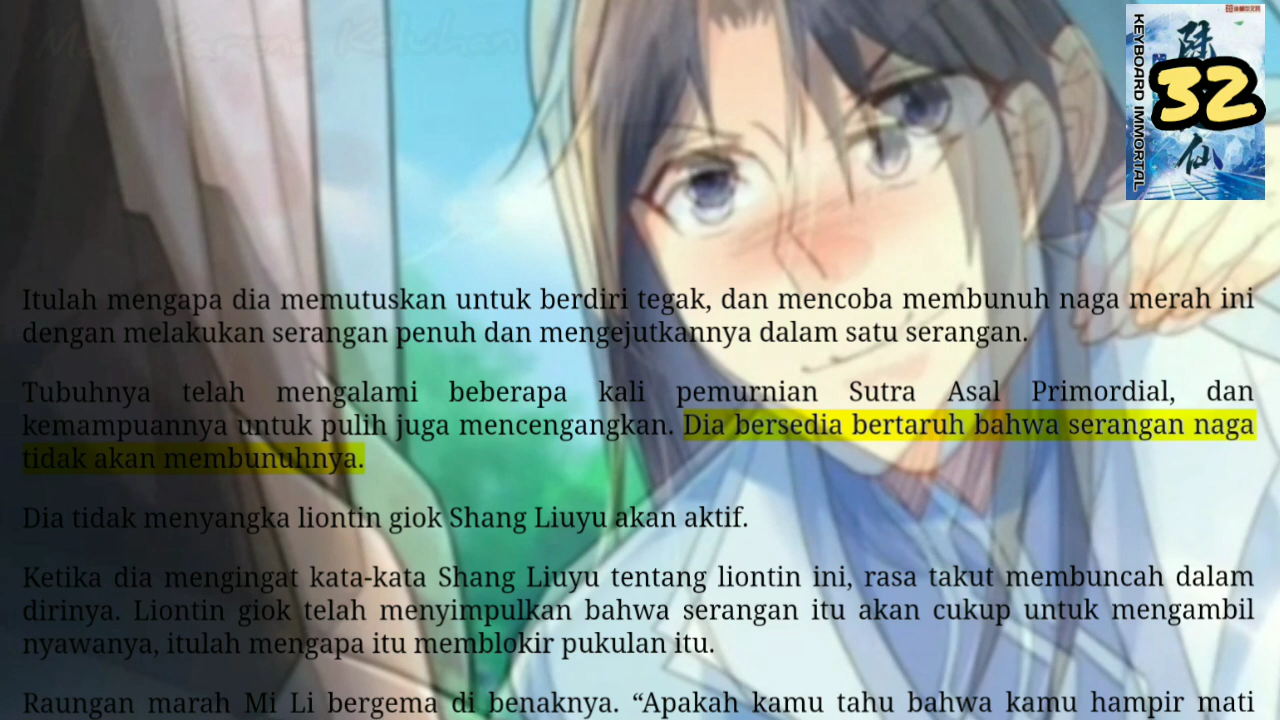 KEYBOARD IMMORTAL
32
仙
Itulah mengapa dia memutuskan untuk berdiri tegak, dan mencoba membunuh naga merah ini
dengan melakukan serangan penuh dan mengejutkannya dalam satu serangan.
Tubuhnya telah mengalami beberapa kali pemurnian Sutra Asal Primordial, dan
kemampuannya untuk pulih juga mencengangkan. Dia bersedia bertaruh bahwa serangan naga
tidak akan membunuhnya.
Dia tidak menyangka liontin giok Shang Liuyu akan aktif.
Ketika dia mengingat kata-kata Shang Liuyu tentang liontin ini, rasa takut membuncah dalam
dirinya. Liontin giok telah menyimpulkan bahwa serangan itu akan cukup untuk mengambil
nyawanya, itulah mengapa itu memblokir pukulan itu.
Raungan marah Mi Li bergema di benaknya. “Apakah kamu tahu bahwa kamu hampir mati